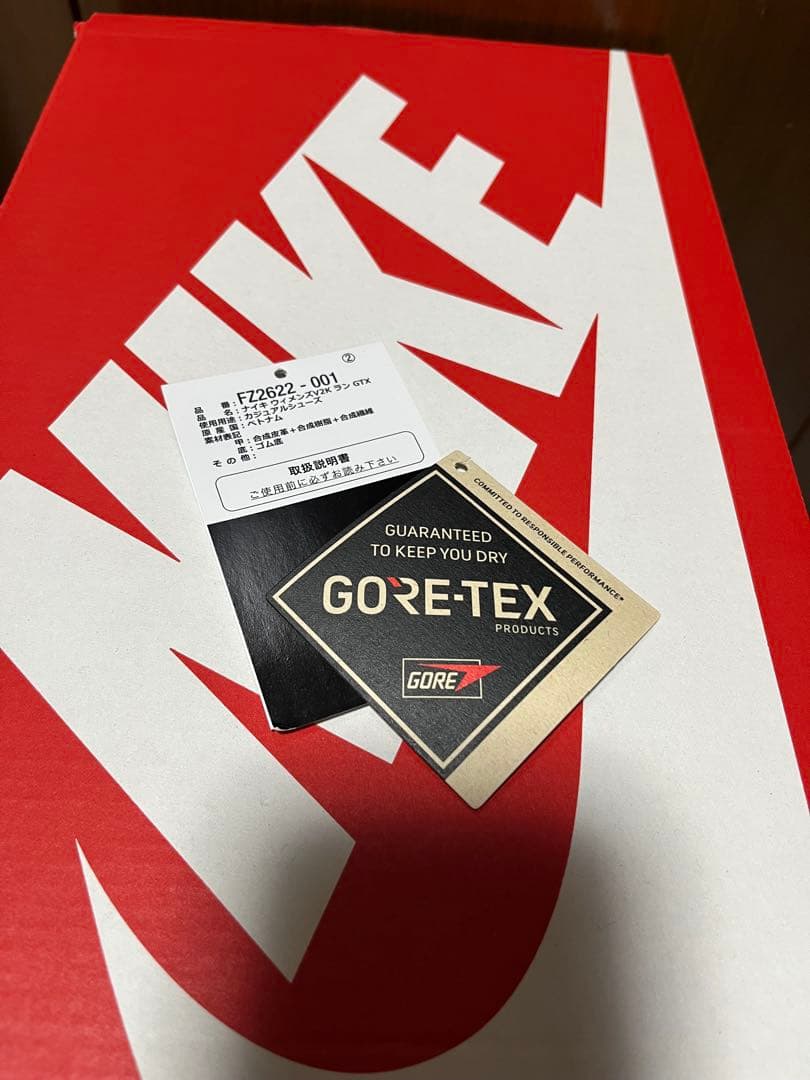 NIKE
②
品　番：FZ2622 - 001
品　名：ナイキ ウィメンズV2K ラン GTX
使用用途：カジュアルシューズ
原 産 国：ベトナム
素材表記
甲：合成皮革＋合成樹脂＋合成繊維
底：ゴム底
そ の 他：
取扱説明書
ご使用前に必ずお読み下さい
COMMITTED TO RESPONSIBLE PERFORMANCE*
GUARANTEED
TO KEEP YOU DRY
GORE-TEX
PRODUCTS
GORE